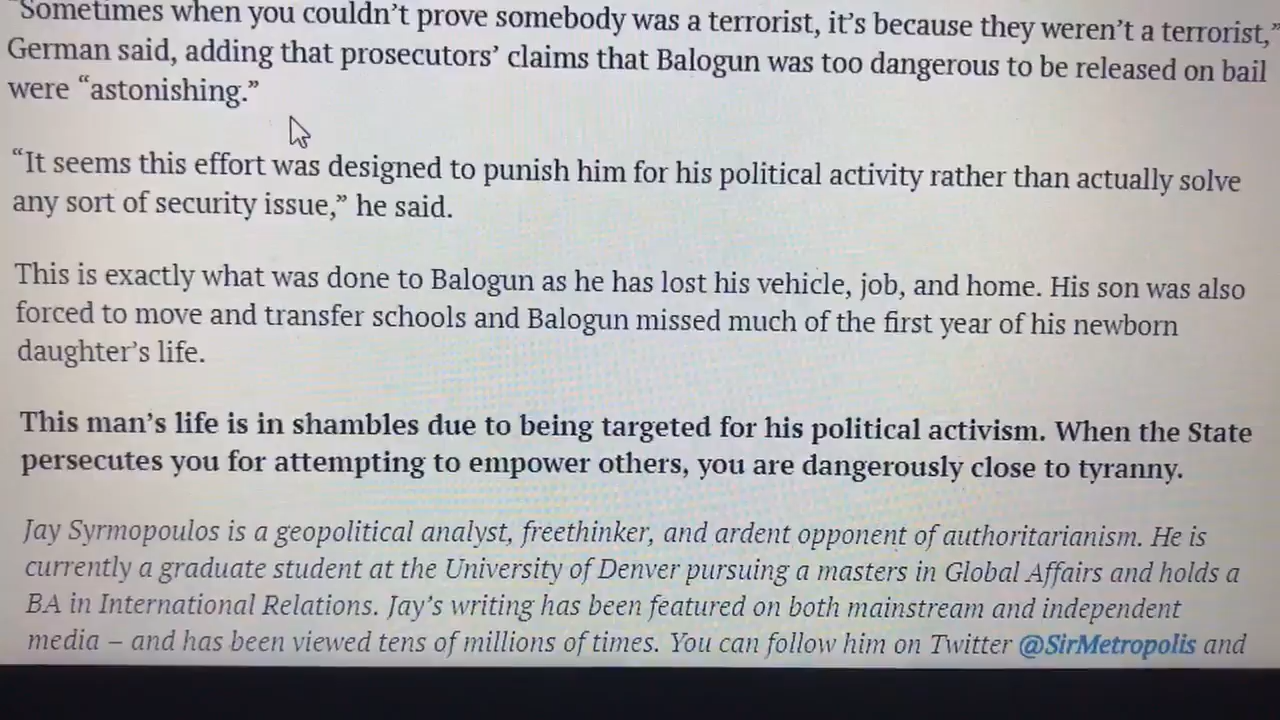 "Sometimes when you couldn't prove somebody was a terrorist, it's because they weren't a terrorist,"
German said, adding that prosecutors' claims that Balogun was too dangerous to be released on bail
were "astonishing."
"It seems this effort was designed to punish him for his political activity rather than actually solve
any sort of security issue," he said.
This is exactly what was done to Balogun as he has lost his vehicle, job, and home. His son was also
forced to move and transfer schools and Balogun missed much of the first year of his newborn
daughter's life.
This man's life is in shambles due to being targeted for his political activism. When the State
persecutes you for attempting to empower others, you are dangerously close to tyranny.
Jay Syrmopoulos is a geopolitical analyst, freethinker, and ardent opponent of authoritarianism. He is
currently a graduate student at the University of Denver pursuing a masters in Global Affairs and holds a
BA in International Relations. Jay's writing has been featured on both mainstream and independent
media – and has been viewed tens of millions of times. You can follow him on Twitter @SirMetropolis and